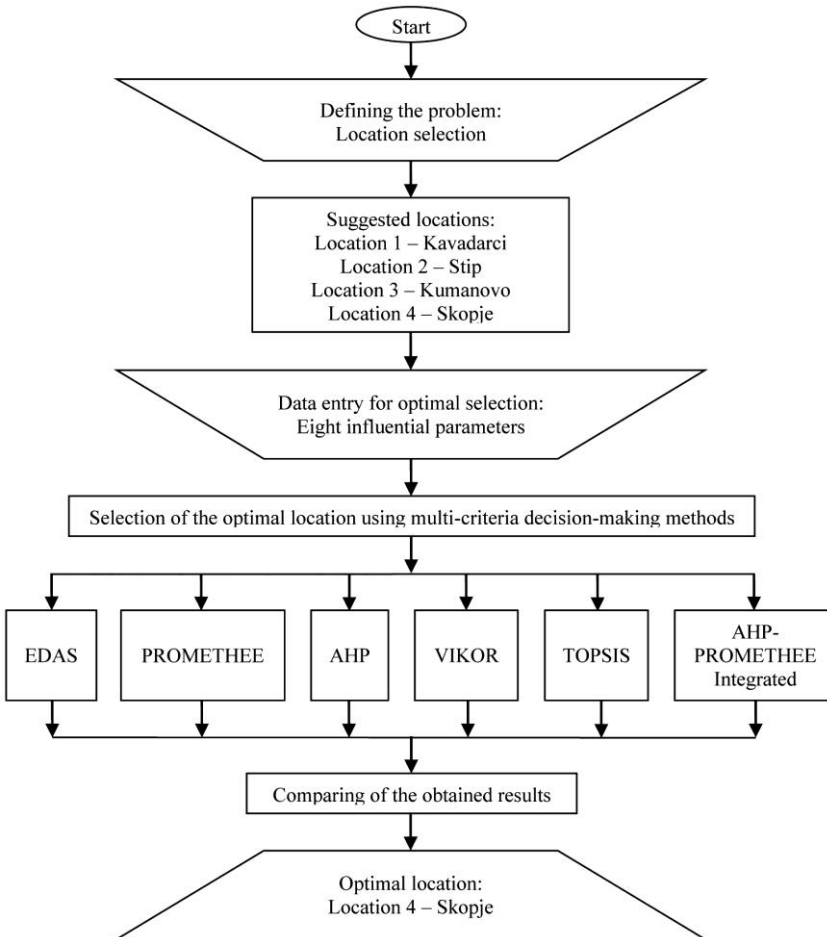 Start
Defining the problem:
Location selection
Suggested locations:
Location 1 – Kavadarci
Location 2 – Stip
Location 3 – Kumanovo
Location 4 – Skopje
Data entry for optimal selection:
Eight influential parameters
Selection of the optimal location using multi-criteria decision-making methods
EDAS
PROMETHEE
AHP
VIKOR
TOPSIS
AHP-
PROMETHEE
Integrated
Comparing of the obtained results
Optimal location:
Location 4 – Skopje